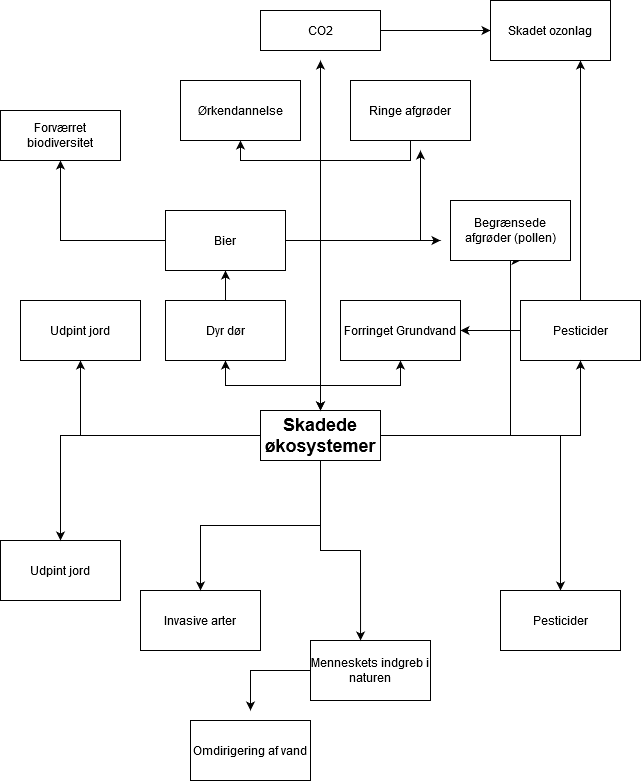 CO2
Skadet ozonlag
Ørkendannelse
Ringe afgrøder
Forværret
biodiversitet
Begrænsede
afgrøder (pollen)
Bier
Udpint jord
Dyr dør
Forringet Grundvand
Pesticider
Skadede
økosystemer
Udpint jord
Invasive arter
Pesticider
Menneskets indgreb i
naturen
Omdirigering af vand